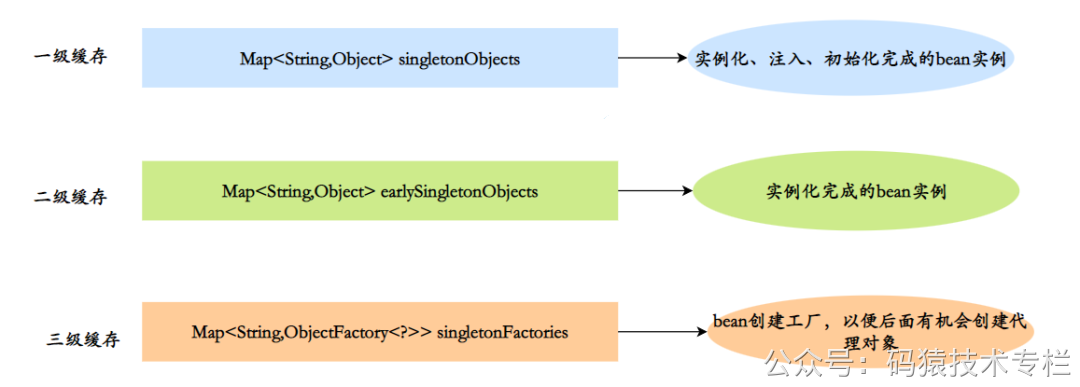 一级缓存
Map<String,Object> singletonObjects
实例化、注入、初始化完成的bean实例
二级缓存
Map<String,Object> earlySingletonObjects
实例化完成的bean实例
三级缓存
Map<String,ObjectFactory<?>> singletonFactories
bean创建工厂，以便后面有机会创建代
理对象
公众号：码猿技术专栏